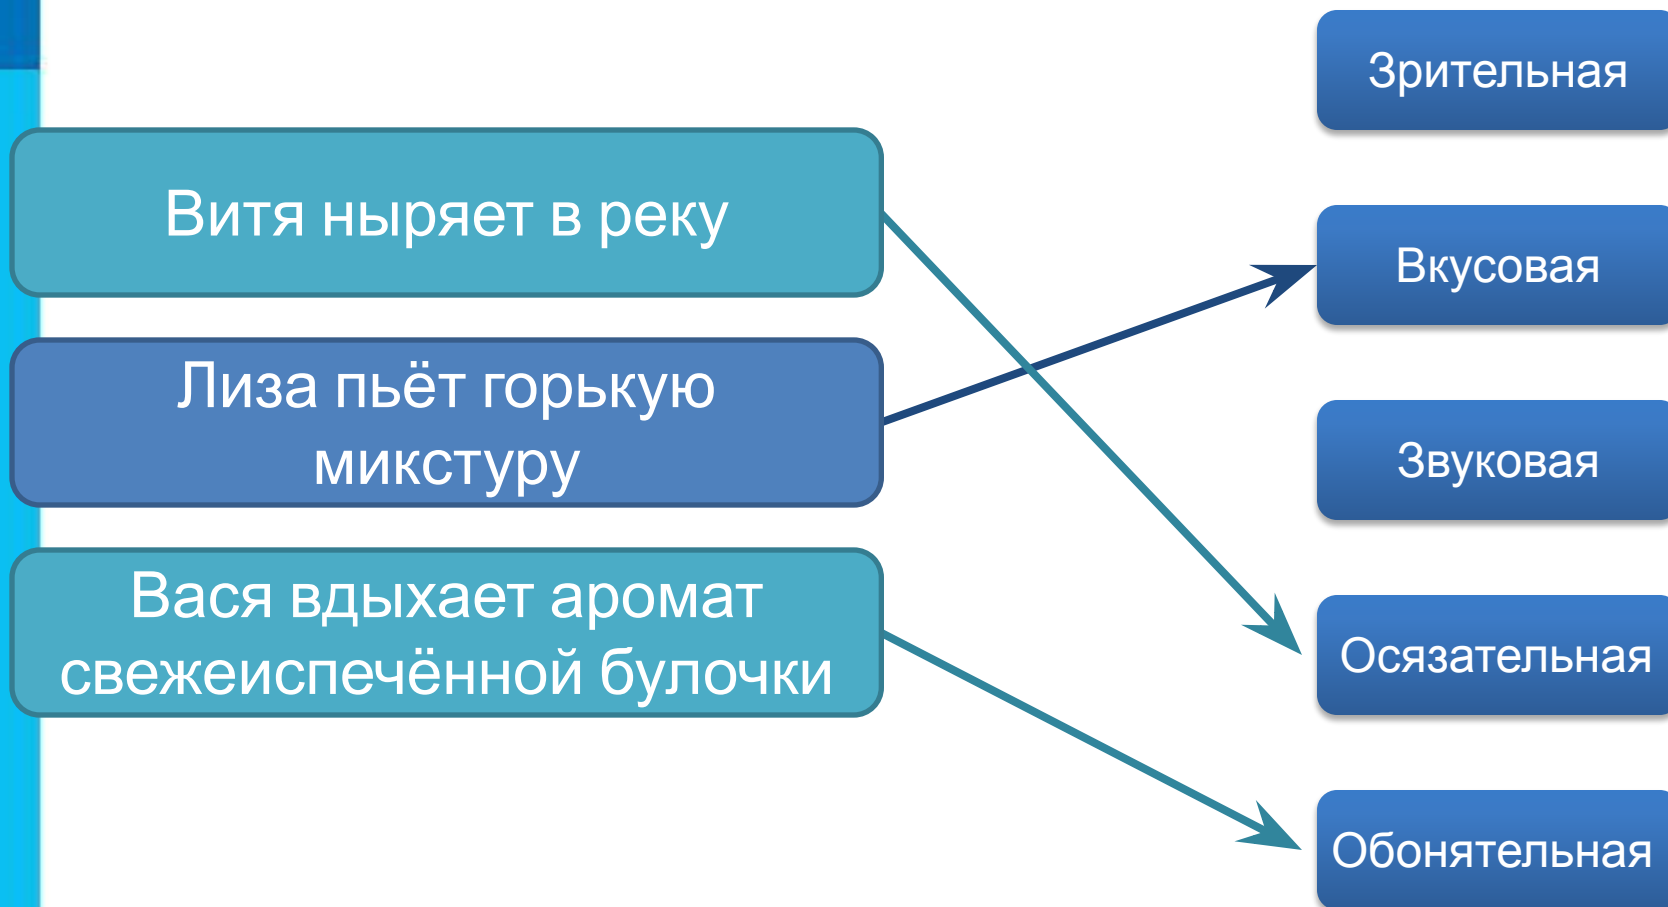 Витя ныряет в реку
Лиза пьёт горькую
микстуру
Вася вдыхает аромат
свежеиспечённой булочки
Зрительная
Вкусовая
Звуковая
Осязательная
Обонятельная